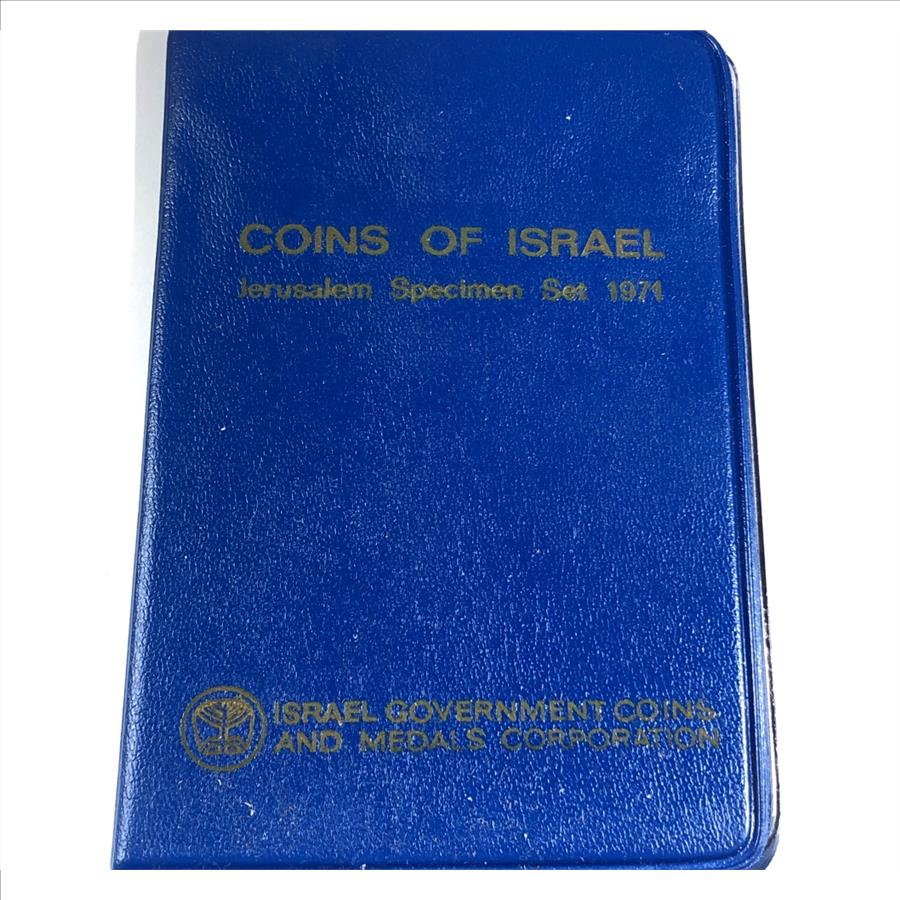 COINS OF ISRAEL
Jerusalem Specimen Set 1971
ISRAEL GOVERNMENT COINS
AND MEDALS CORPORATION